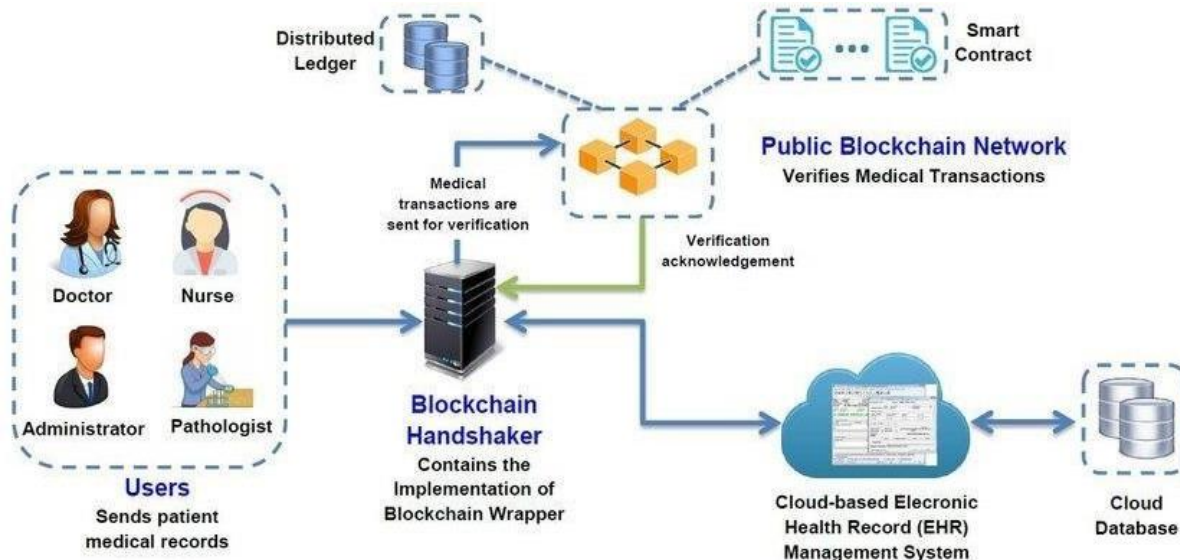 Distributed
Ledger
Smart
Contract
Public Blockchain Network
Verifies Medical Transactions
Medical
transactions are
sent for verification
Verification
acknowledgement
Doctor
Nurse
Administrator
Pathologist
Users
Sends patient
medical records
Blockchain
Handshaker
Contains the
Implementation of
Blockchain Wrapper
Cloud-based Elecronic
Health Record (EHR)
Management System
Cloud
Database